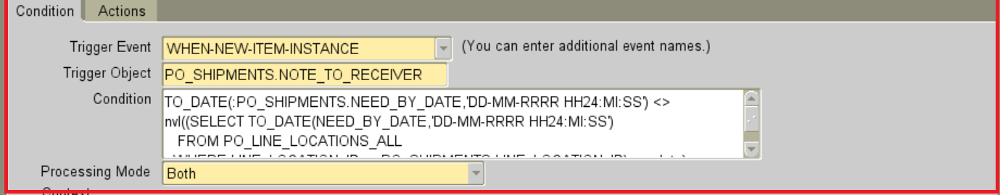 Condition Actions
Trigger Event WHEN-NEW-ITEM-INSTANCE (You can enter additional event names.)
Trigger Object PO_SHIPMENTS.NOTE_TO_RECEIVER
Condition TO_DATE(:PO_SHIPMENTS.NEED_BY_DATE,'DD-MM-RRRR HH24:MI:SS') <>
nvl((SELECT TO_DATE(NEED_BY_DATE,'DD-MM-RRRR HH24:MI:SS')
FROM PO_LINE_LOCATIONS_ALL
Processing Mode Both
Context